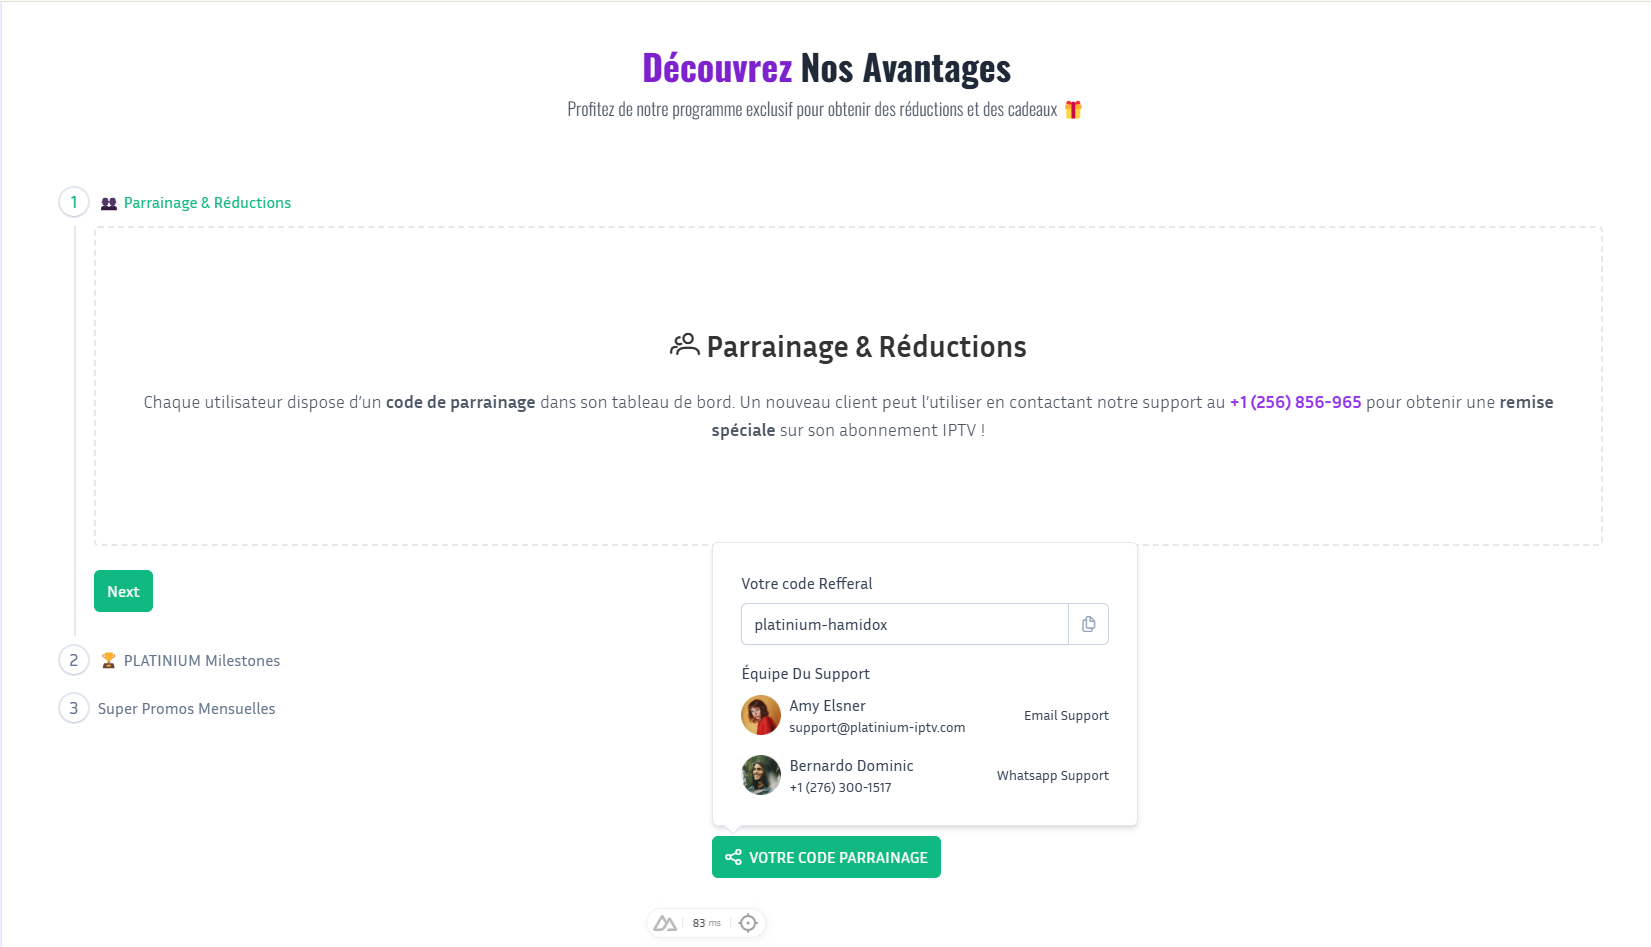 Découvrez Nos Avantages
Profitez de notre programme exclusif pour obtenir des réductions et des cadeaux 🎁
1 👥 Parrainage & Réductions
Parrainage & Réductions
Chaque utilisateur dispose d’un code de parrainage dans son tableau de bord. Un nouveau client peut l’utiliser en contactant notre support au +1 (256) 856-965 pour obtenir une remise
spéciale sur son abonnement IPTV !
Next
2 🏆 PLATINIUM Milestones
3 Super Promos Mensuelles
Votre code Refferal
platinium-hamidox
Équipe Du Support
Amy Elsner
support@platinium-iptv.com
Email Support
Bernardo Dominic
+1 (276) 300-1517
Whatsapp Support
VOTRE CODE PARRAINAGE
83 ms